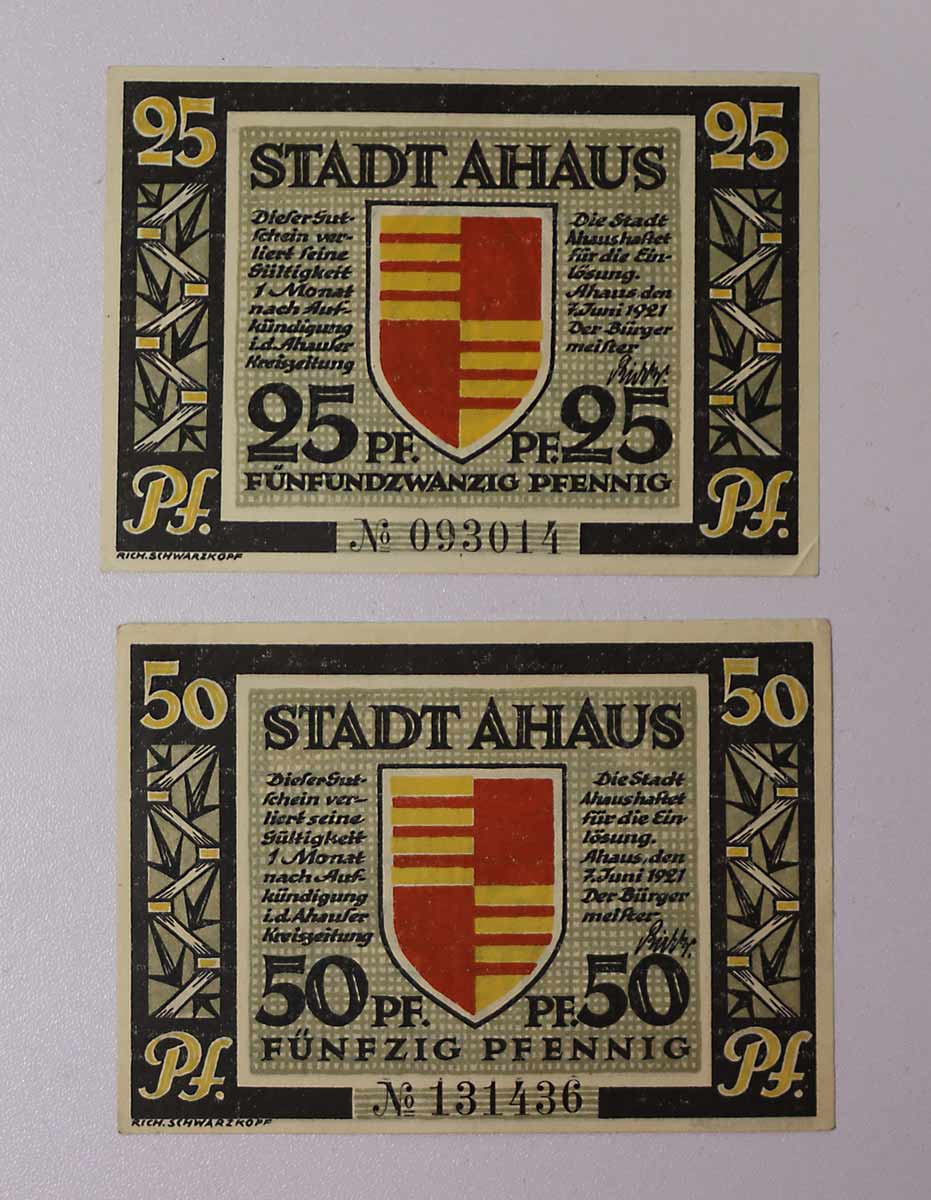 25 25
STADT AHAUS
Dieser Gut-
schein ver-
liert seine
Gültigkeit
1 Monat
nach Auf-
kündigung
i.d. Ahauser
Kreiszeitung
Die Stadt
Ahaus haftet
für die Ein-
lösung.
Ahaus, den
7. Juni 1921
Der Bürger
meister
25 PF. PF. 25
FÜNFUNDZWANZIG PFENNIG
Pf. Pf.
№ 093014
RICH. SCHWARZKOPF
50 50
STADT AHAUS
Dieser Gut-
schein ver-
liert seine
Gültigkeit
1 Monat
nach Auf-
kündigung
i.d. Ahauser
Kreiszeitung
Die Stadt
Ahaus haftet
für die Ein-
lösung.
Ahaus, den
7. Juni 1921
Der Bürger
meister
50 PF. PF. 50
FÜNFZIG PFENNIG
Pf. Pf.
№ 131436
RICH. SCHWARZKOPF